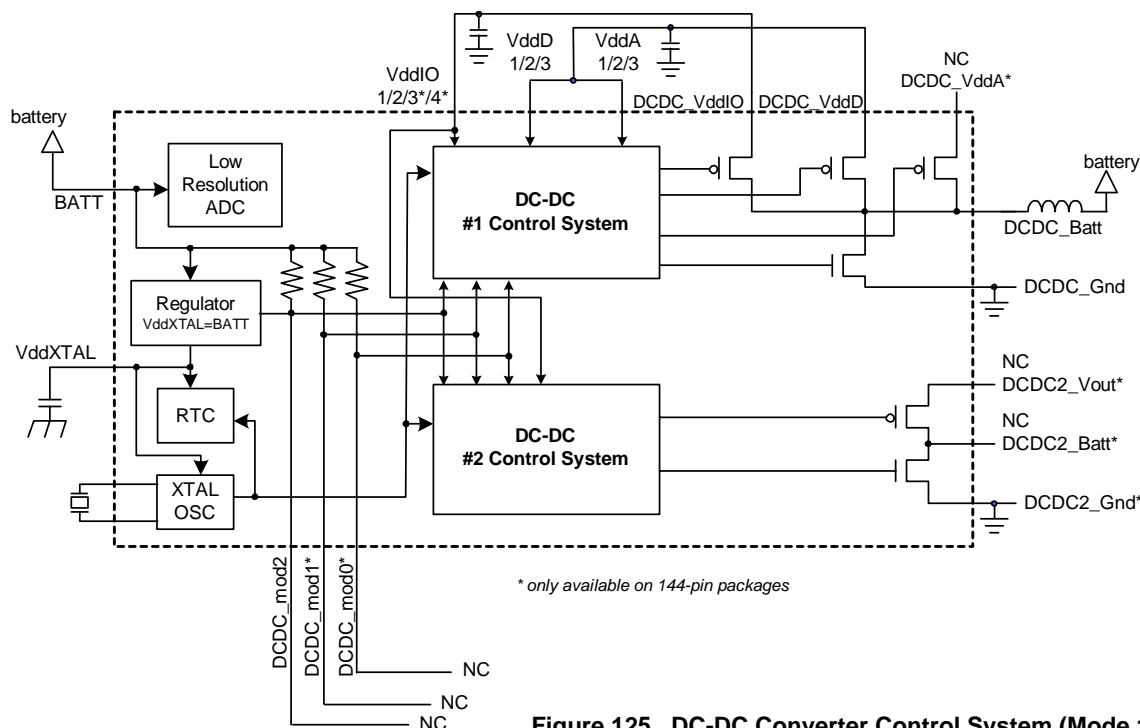 VddD
1/2/3
VddA
1/2/3
VddIO
1/2/3*/4*
NC
DCDC_VddA*
DCDC_VddIO
DCDC_VddD
battery
Low
Resolution
ADC
BATT
DC-DC
#1 Control System
battery
DCDC_Batt
Regulator
VddXTAL=BATT
DCDC_Gnd
VddXTAL
RTC
DC-DC
#2 Control System
NC
DCDC2_Vout*
NC
DCDC2_Batt*
XTAL
OSC
DCDC2_Gnd*
DCDC_mod2
DCDC_mod1*
DCDC_mod0*
* only available on 144-pin packages
NC
NC
NC
Figure 125. DC-DC Converter Control System (Mode